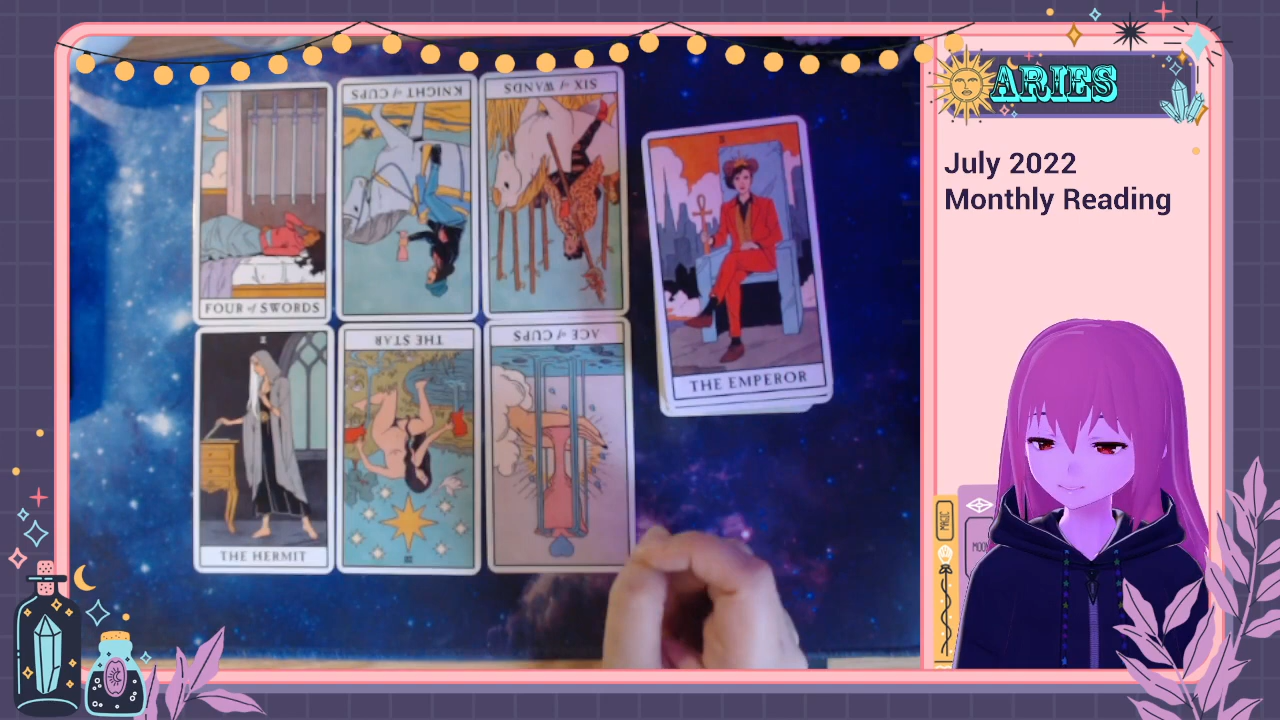 ARIES
July 2022
Monthly Reading
KNIGHT of CUPS
SIX of WANDS
FOUR of SWORDS
THE EMPEROR
THE STAR
ACE of CUPS
THE HERMIT
MAGIC